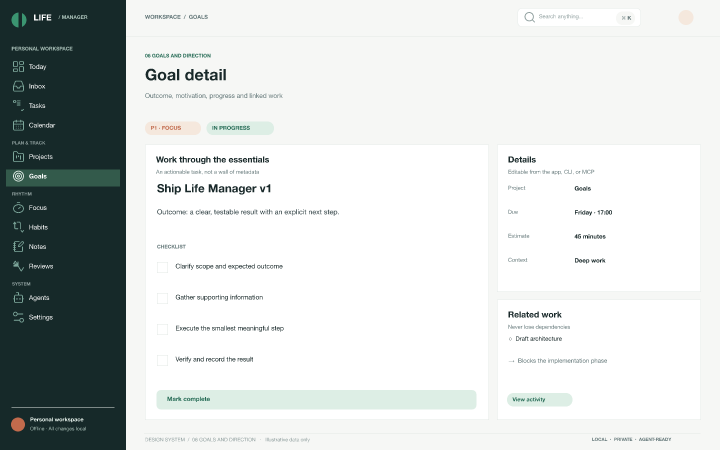 LIFE / MANAGER
PERSONAL WORKSPACE
Today
Inbox
Tasks
Calendar
PLAN & TRACK
Projects
Goals
RHYTHM
Focus
Habits
Notes
Reviews
SYSTEM
Agents
Settings
Personal workspace
Offline · All changes local
WORKSPACE / GOALS
Search anything...
⌘ K
06 GOALS AND DIRECTION
Goal detail
Outcome, motivation, progress and linked work
P1 · FOCUS
IN PROGRESS
Work through the essentials
An actionable task, not a wall of metadata
Ship Life Manager v1
Outcome: a clear, testable result with an explicit next step.
CHECKLIST
Clarify scope and expected outcome
Gather supporting information
Execute the smallest meaningful step
Verify and record the result
Mark complete
Details
Editable from the app, CLI, or MCP
Project Goals
Due Friday · 17:00
Estimate 45 minutes
Context Deep work
Related work
Never lose dependencies
○ Draft architecture
→ Blocks the implementation phase
View activity
DESIGN SYSTEM / 06 GOALS AND DIRECTION · Illustrative data only
LOCAL · PRIVATE · AGENT-READY